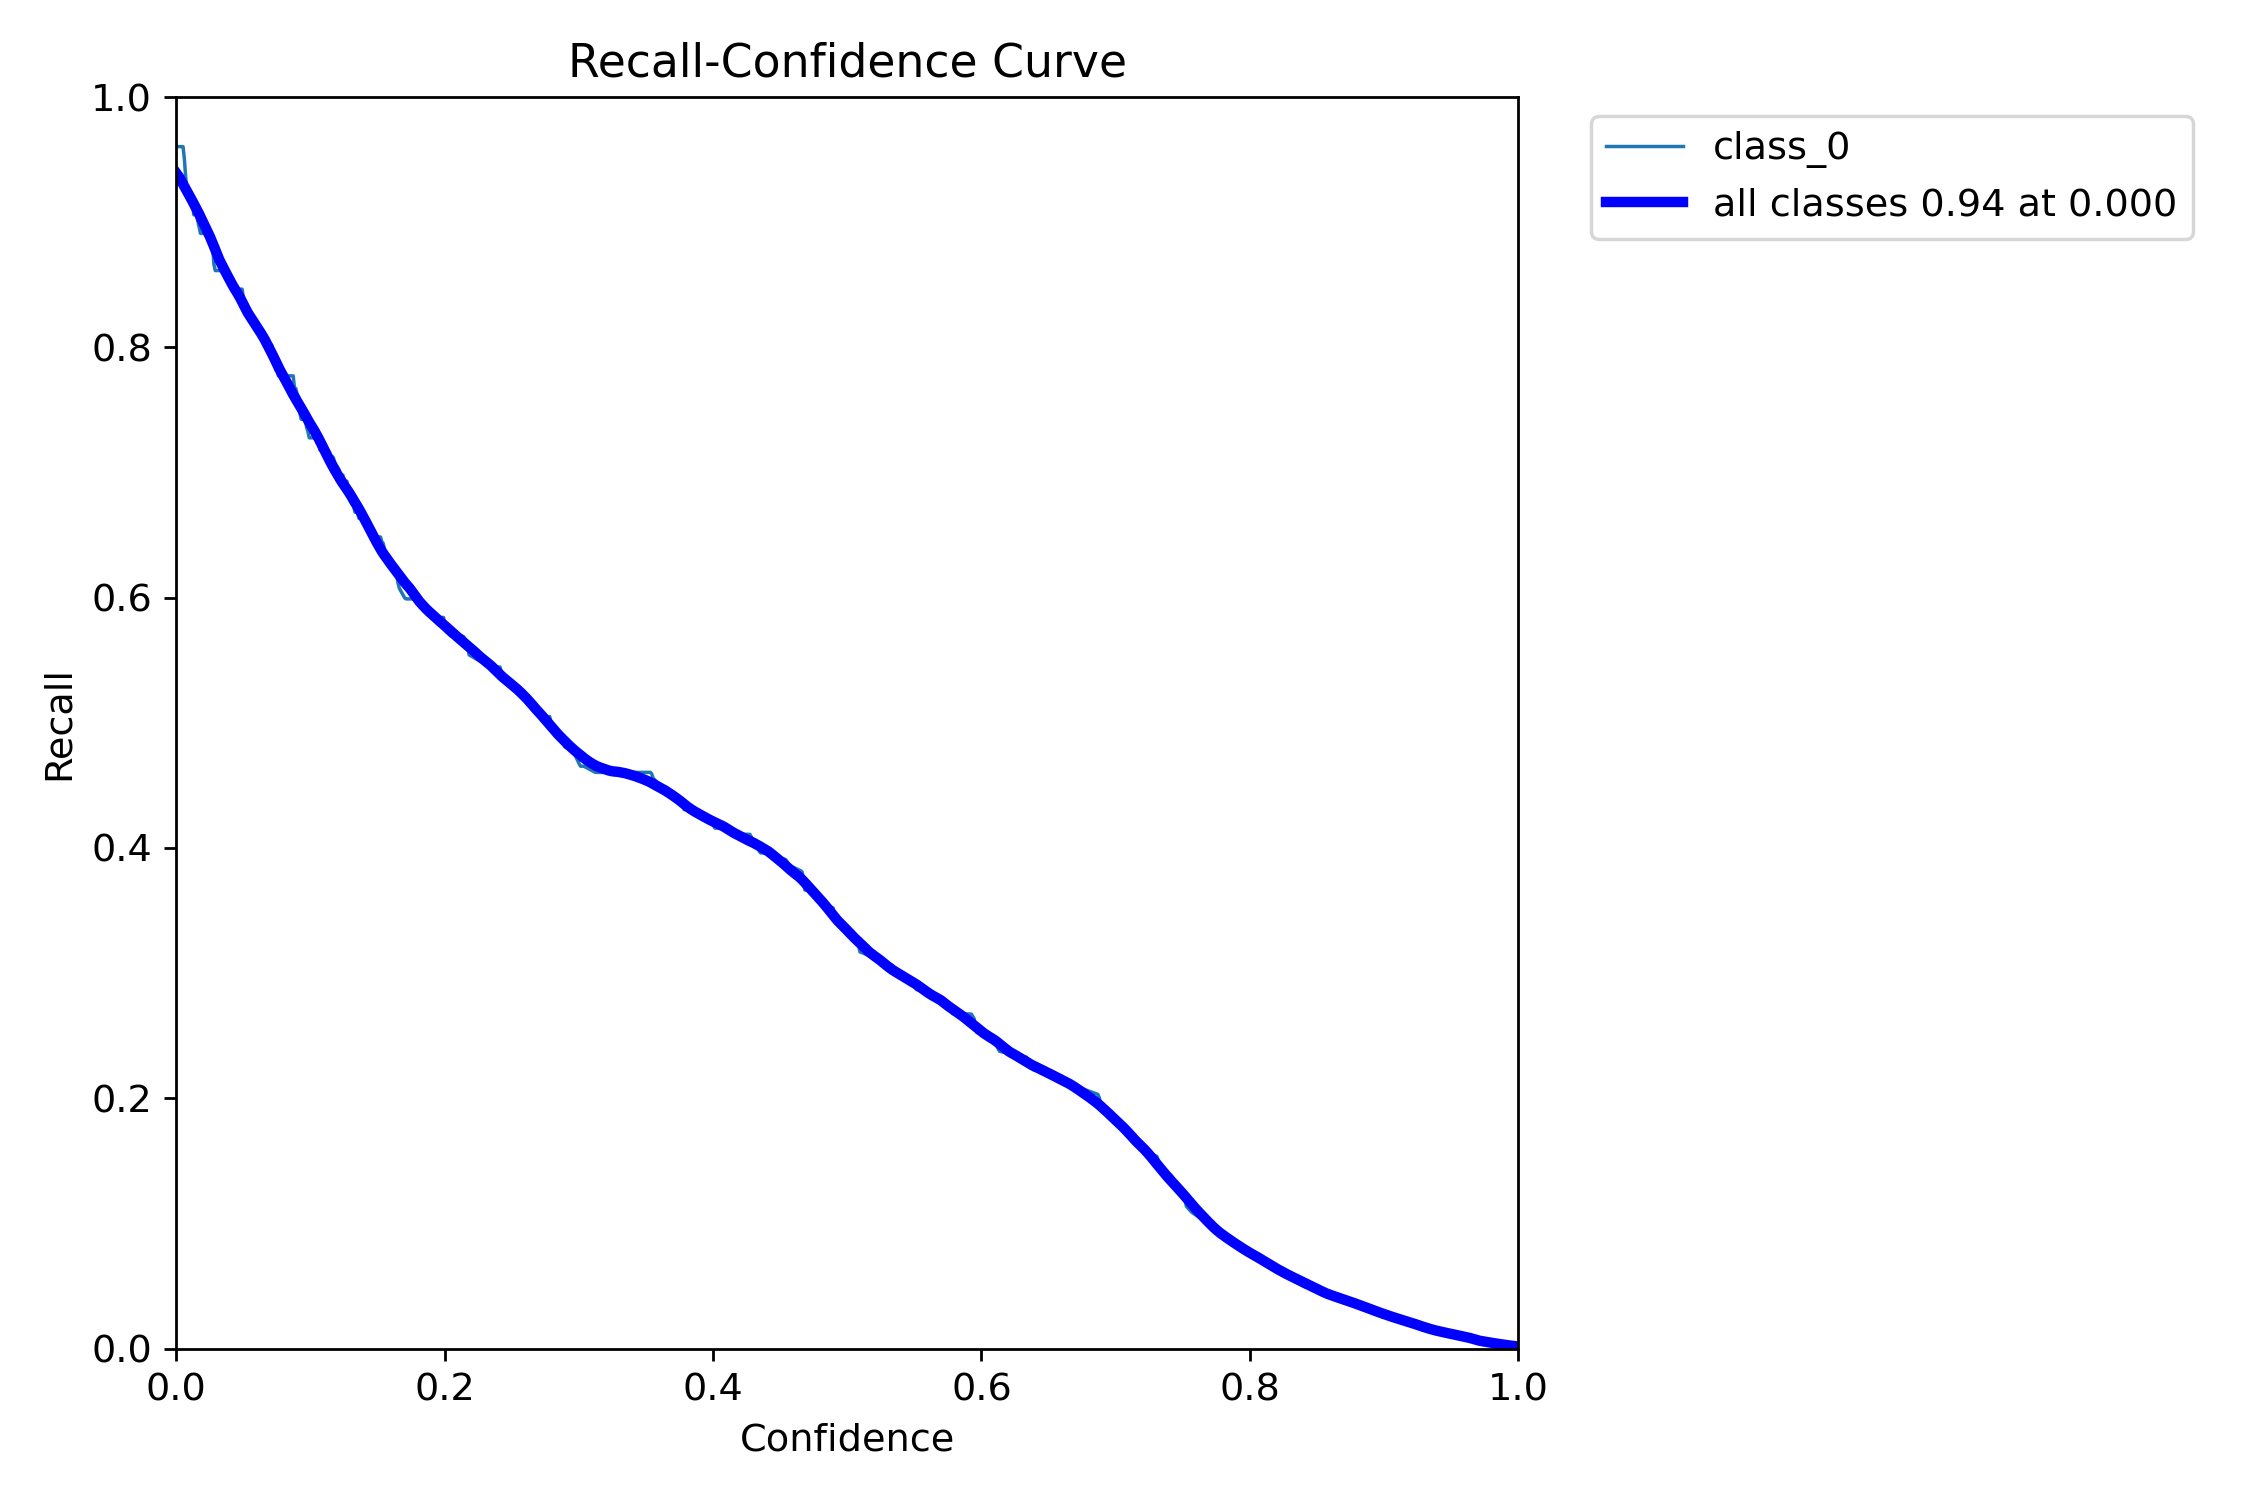 Recall-Confidence Curve
1.0
0.8
0.6
0.4
0.2
0.0
Recall
0.0 0.2 0.4 0.6 0.8 1.0
Confidence
class_0
all classes 0.94 at 0.000